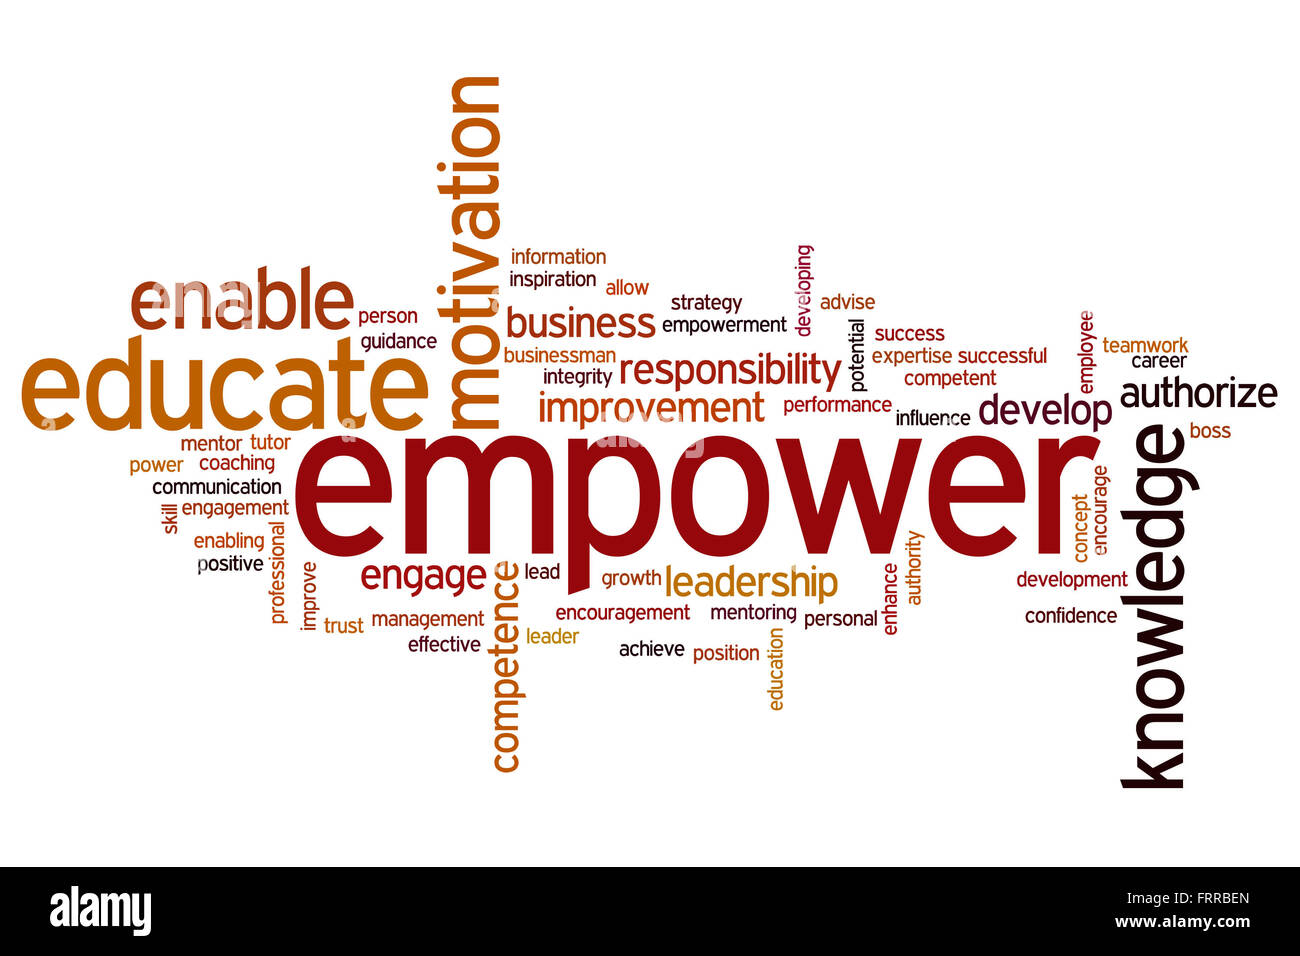 motivation
information
inspiration
allow
enable
person
guidance
strategy
developing
advise
business
empowerment
potential
success
employee
teamwork
educate
businessman
responsibility
expertise
successful
career
integrity
competent
authorize
improvement
performance
influence
develop
boss
mentor
tutor
power
coaching
empower
communication
skill
engagement
concept
encourage
knowledge
enabling
positive
professional
improve
engage
competence
lead
growth
leadership
enhance
authority
development
trust
management
encouragement
mentoring
personal
confidence
effective
leader
achieve
position
education
alamy
Image ID: FRRBEN
www.alamy.com